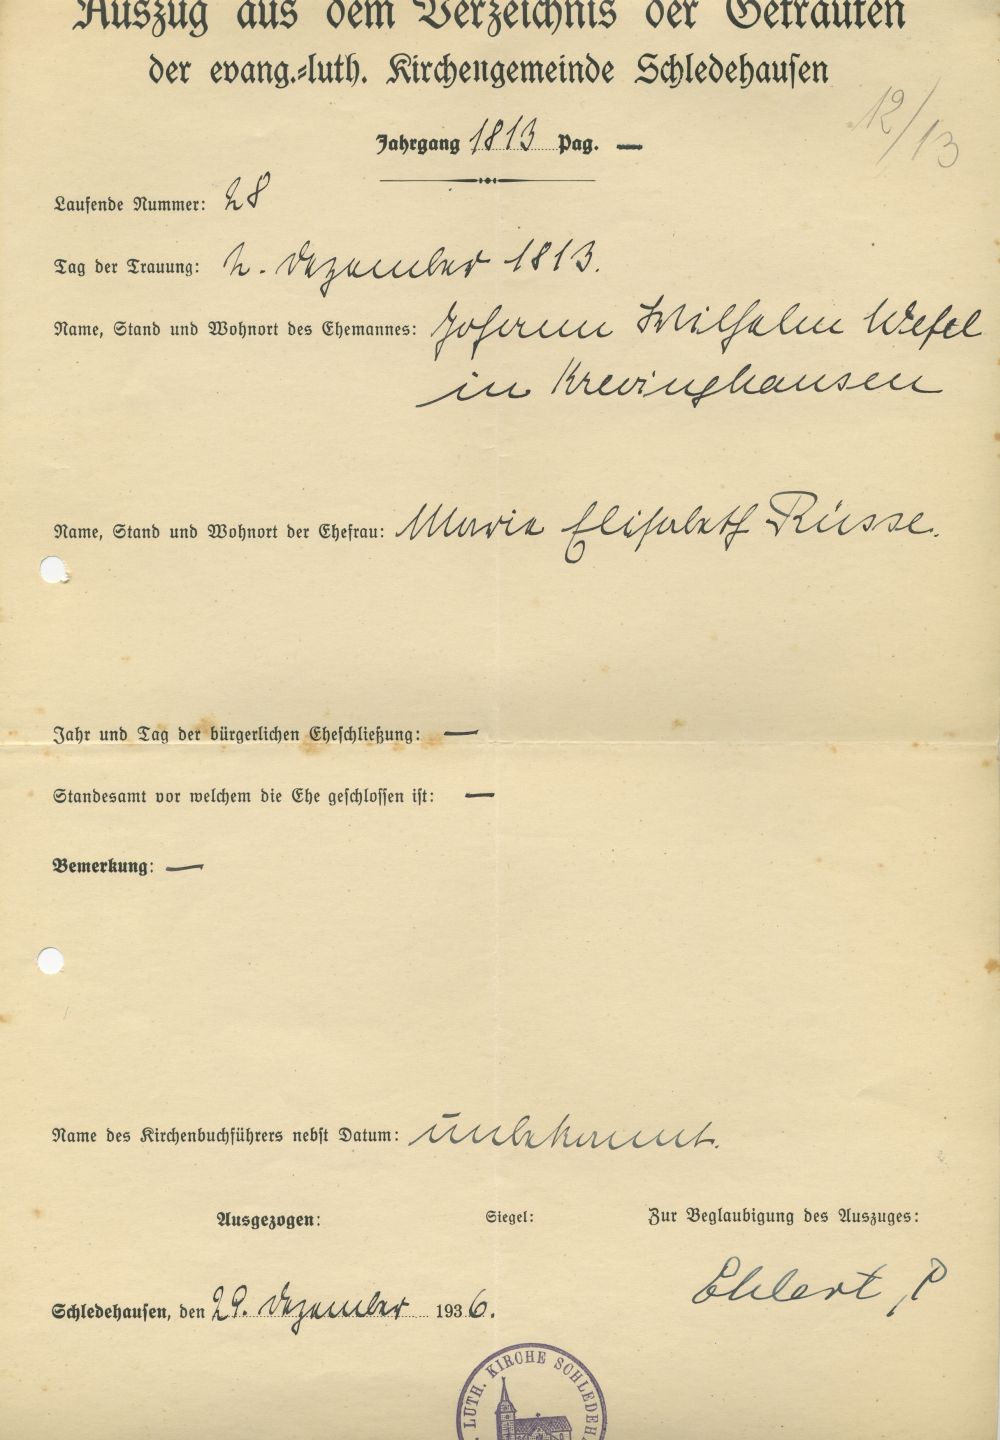 Auszug aus dem Verzeichnis der Getrauten
der evang.-luth. Kirchengemeinde Schledehausen
12/13
Jahrgang 1813 Pag. —
Laufende Nummer: 28
Tag der Trauung: 2. Dezember 1813.
Name, Stand und Wohnort des Ehemannes: Johann Wilhelm Wefel
in Krevinghausen
Name, Stand und Wohnort der Ehefrau: Maria Elisabeth Rüsse.
Jahr und Tag der bürgerlichen Eheschließung: —
Standesamt vor welchem die Ehe geschlossen ist: —
Bemerkung: —
Name des Kirchenbuchführers nebst Datum: unbekannt.
Ausgezogen: Siegel: Zur Beglaubigung des Auszuges:
Ehlert, P
Schledehausen, den 29. Dezember 1936.
LUTH. KIRCHE SCHLEDEH